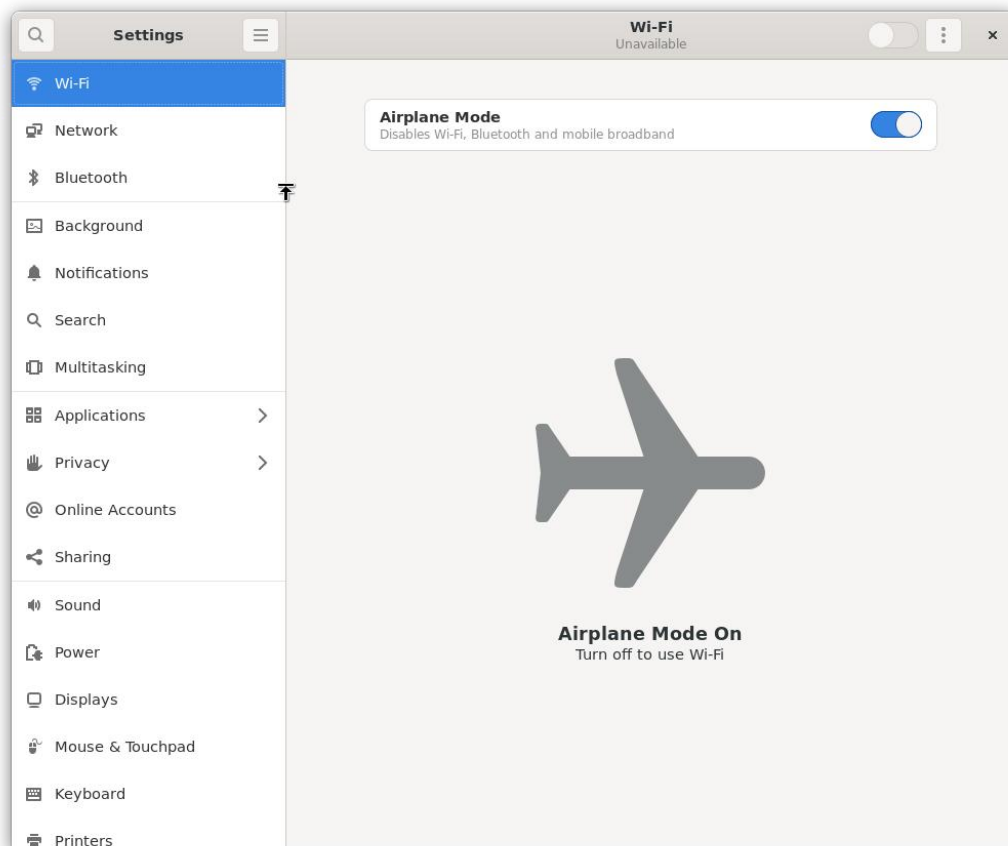 Settings
Wi-Fi
Unavailable
Wi-Fi
Network
Bluetooth
Background
Notifications
Search
Multitasking
Applications
Privacy
Online Accounts
Sharing
Sound
Power
Displays
Mouse & Touchpad
Keyboard
Printers
Airplane Mode
Disables Wi-Fi, Bluetooth and mobile broadband
Airplane Mode On
Turn off to use Wi-Fi